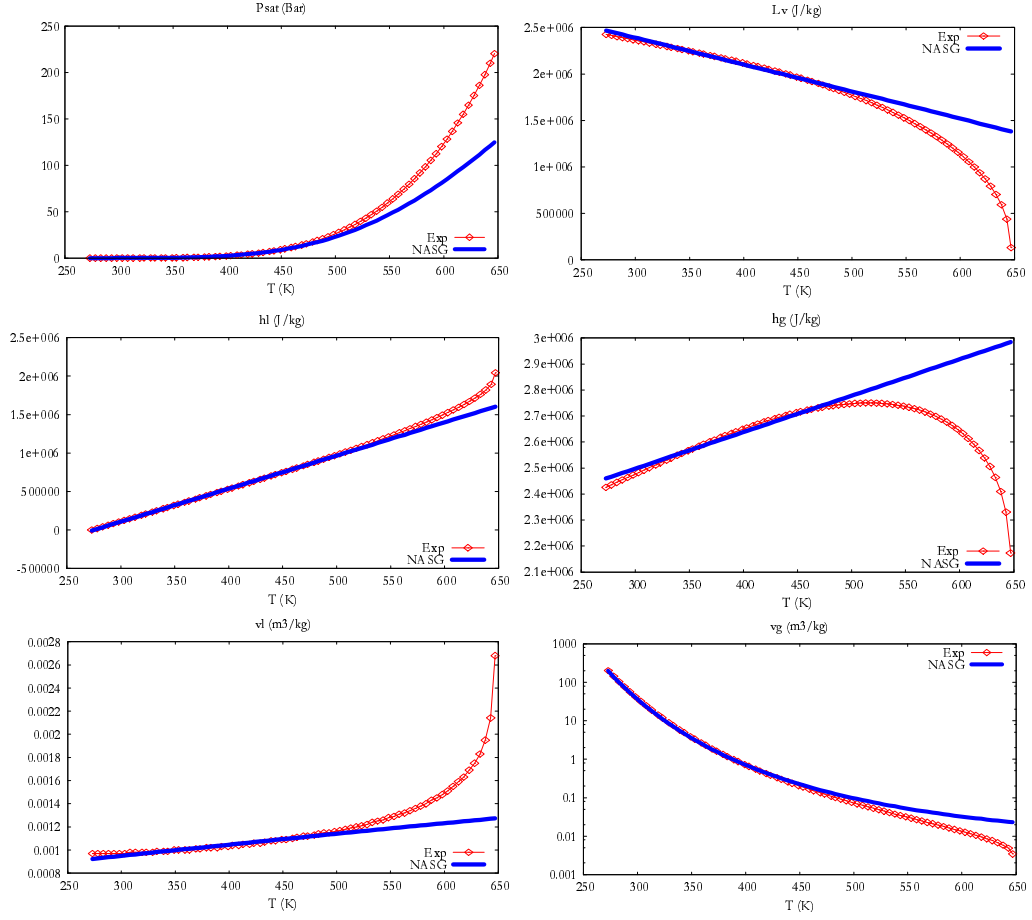 Psat (Bar)
250
200
150
100
50
0
Exp
NASG
250 300 350 400 450 500 550 600 650
T (K)
Lv (J/kg)
2.5e+006
2e+006
1.5e+006
1e+006
500000
0
Exp
NASG
250 300 350 400 450 500 550 600 650
T (K)
hl (J/kg)
2.5e+006
2e+006
1.5e+006
1e+006
500000
0
-500000
Exp
NASG
250 300 350 400 450 500 550 600 650
T (K)
hg (J/kg)
3e+006
2.9e+006
2.8e+006
2.7e+006
2.6e+006
2.5e+006
2.4e+006
2.3e+006
2.2e+006
2.1e+006
Exp
NASG
250 300 350 400 450 500 550 600 650
T (K)
vl (m3/kg)
0.0028
0.0026
0.0024
0.0022
0.002
0.0018
0.0016
0.0014
0.0012
0.001
0.0008
Exp
NASG
250 300 350 400 450 500 550 600 650
T (K)
vg (m3/kg)
1000
100
10
1
0.1
0.01
0.001
Exp
NASG
250 300 350 400 450 500 550 600 650
T (K)